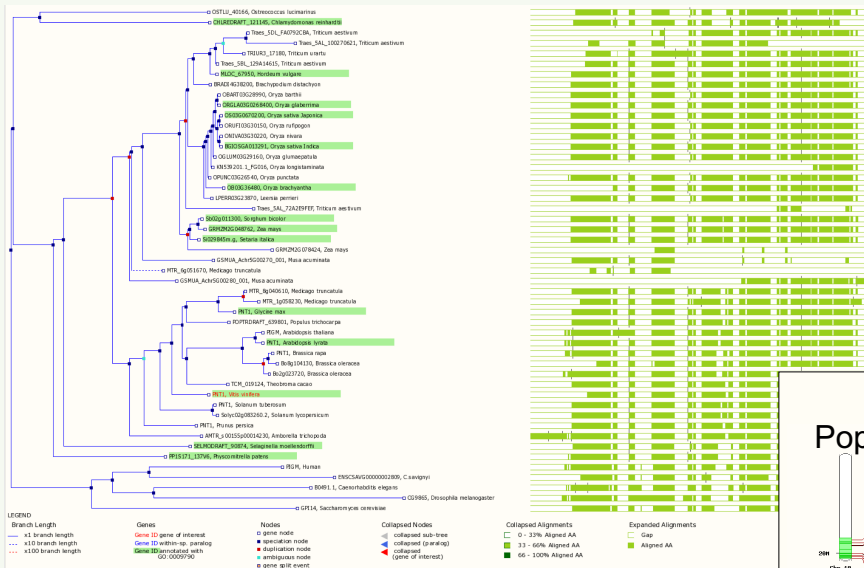 OSTLU_40166, Ostreococcus lucimarinus
CHLREDRAFT_121145, Chlamydomonas reinhardtii
Traes_5DL_FA0792CBA, Triticum aestivum
Traes_5AL_100270621, Triticum aestivum
TRIUR3_17180, Triticum urartu
Traes_5BL_129A14615, Triticum aestivum
MLOC_67950, Hordeum vulgare
BRADI4G38200, Brachypodium distachyon
OBART03G28990, Oryza barthii
ORGLA03G0268400, Oryza glaberrima
OS03G0670200, Oryza sativa Japonica
ORUFI03G30150, Oryza rufipogon
ONIVA03G30220, Oryza nivara
BGIOSGA013291, Oryza sativa Indica
OGLUM03G29160, Oryza glumaepatula
KN539201.1_FG016, Oryza longistaminata
OPUNC03G26540, Oryza punctata
OB03G36480, Oryza brachyantha
LPERR03G23870, Leersia perrieri
Traes_5AL_72A2E9FEF, Triticum aestivum
Sb02g011300, Sorghum bicolor
GRMZM2G048762, Zea mays
Si029845m.g, Setaria italica
GRMZM2G078424, Zea mays
GSMUA_Achr5G00270_001, Musa acuminata
MTR_6g051670, Medicago truncatula
GSMUA_Achr5G00280_001, Musa acuminata
MTR_8g040610, Medicago truncatula
MTR_1g058230, Medicago truncatula
PNT1, Glycine max
POPTRDRAFT_639801, Populus trichocarpa
PIGM, Arabidopsis thaliana
PNT1, Arabidopsis lyrata
PNT1, Brassica rapa
Bo8g104130, Brassica oleracea
Bo2g023720, Brassica oleracea
TCM_019124, Theobroma cacao
PNT1, Vitis vinifera
PNT1, Solanum tuberosum
Solyc02g083260.2, Solanum lycopersicum
PNT1, Prunus persica
AMTR_s00155p00014230, Amborella trichopoda
SELMODRAFT_90874, Selaginella moellendorffii
PP1S171_137V6, Physcomitrella patens
PIGM, Human
ENSCSAVG00000002809, C.savignyi
B0491.1, Caenorhabditis elegans
CG9865, Drosophila melanogaster
GPI14, Saccharomyces cerevisiae
Pop
20M
LEGEND
Branch Length
x1 branch length
x10 branch length
x100 branch length
Genes
Gene ID gene of interest
Gene ID within-sp. paralog
Gene ID annotated with
GO:0009790
Nodes
gene node
speciation node
duplication node
ambiguous node
gene split event
Collapsed Nodes
collapsed sub-tree
collapsed (paralog)
collapsed
(gene of interest)
Collapsed Alignments
0 - 33% Aligned AA
33 - 66% Aligned AA
66 - 100% Aligned AA
Expanded Alignments
Gap
Aligned AA